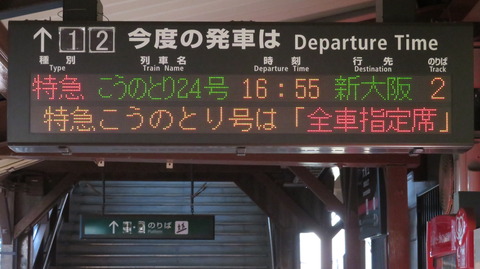 ↑ 1 2 今度の発車は Departure Time
種別 列車名 時刻 行先 のりば
Type Train Name Departure Time Destination Track
特急 こうのとり24号 16:55 新大阪 2
特急こうのとり号は「全車指定席」
↑ のりば